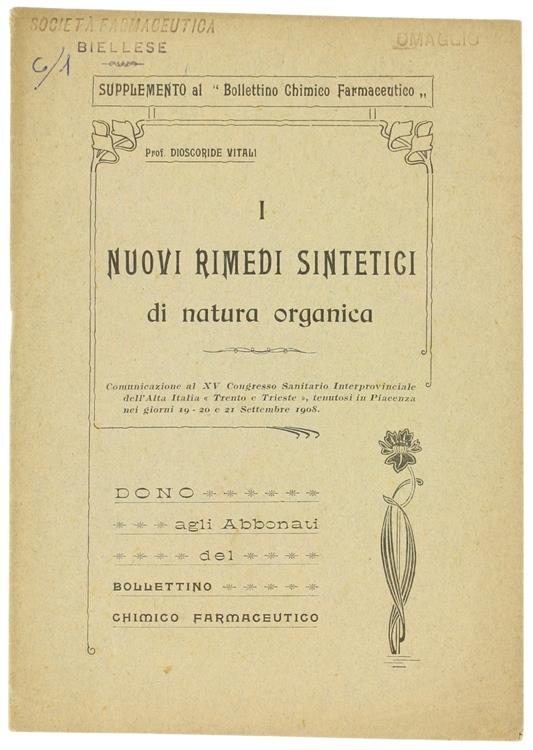 SOCIETÀ FARMACEUTICA
BIELLESE
OMAGGIO
6/1
SUPPLEMENTO al “ Bollettino Chimico Farmaceutico „
Prof. DIOSCORIDE VITALI
I
NUOVI RIMEDI SINTETICI
di natura organica
Comunicazione al XV Congresso Sanitario Interprovinciale
dell'Alta Italia « Trento e Trieste », tenutosi in Piacenza
nei giorni 19 - 20 e 21 Settembre 1908.
DONO
agli Abbonati
del
BOLLETTINO
CHIMICO FARMACEUTICO